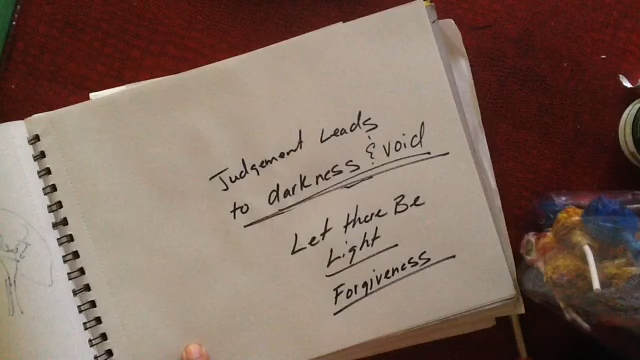 Judgement Leads
to darkness & void
Let there Be
Light
Forgiveness